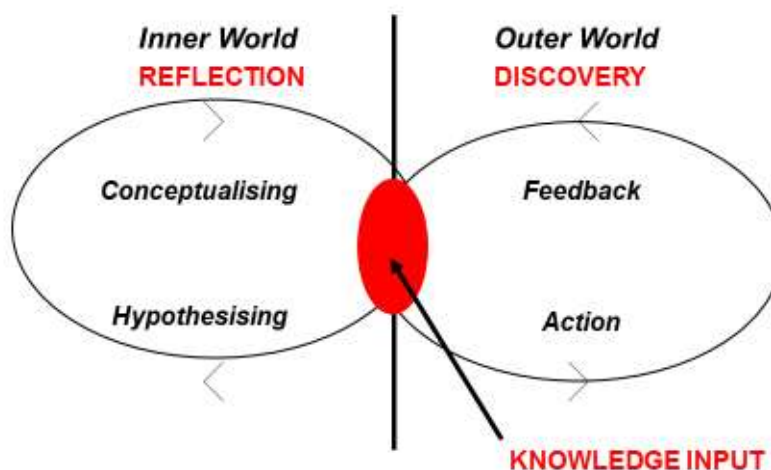 Inner World
REFLECTION
Outer World
DISCOVERY
Conceptualising
Feedback
Hypothesising
Action
KNOWLEDGE INPUT